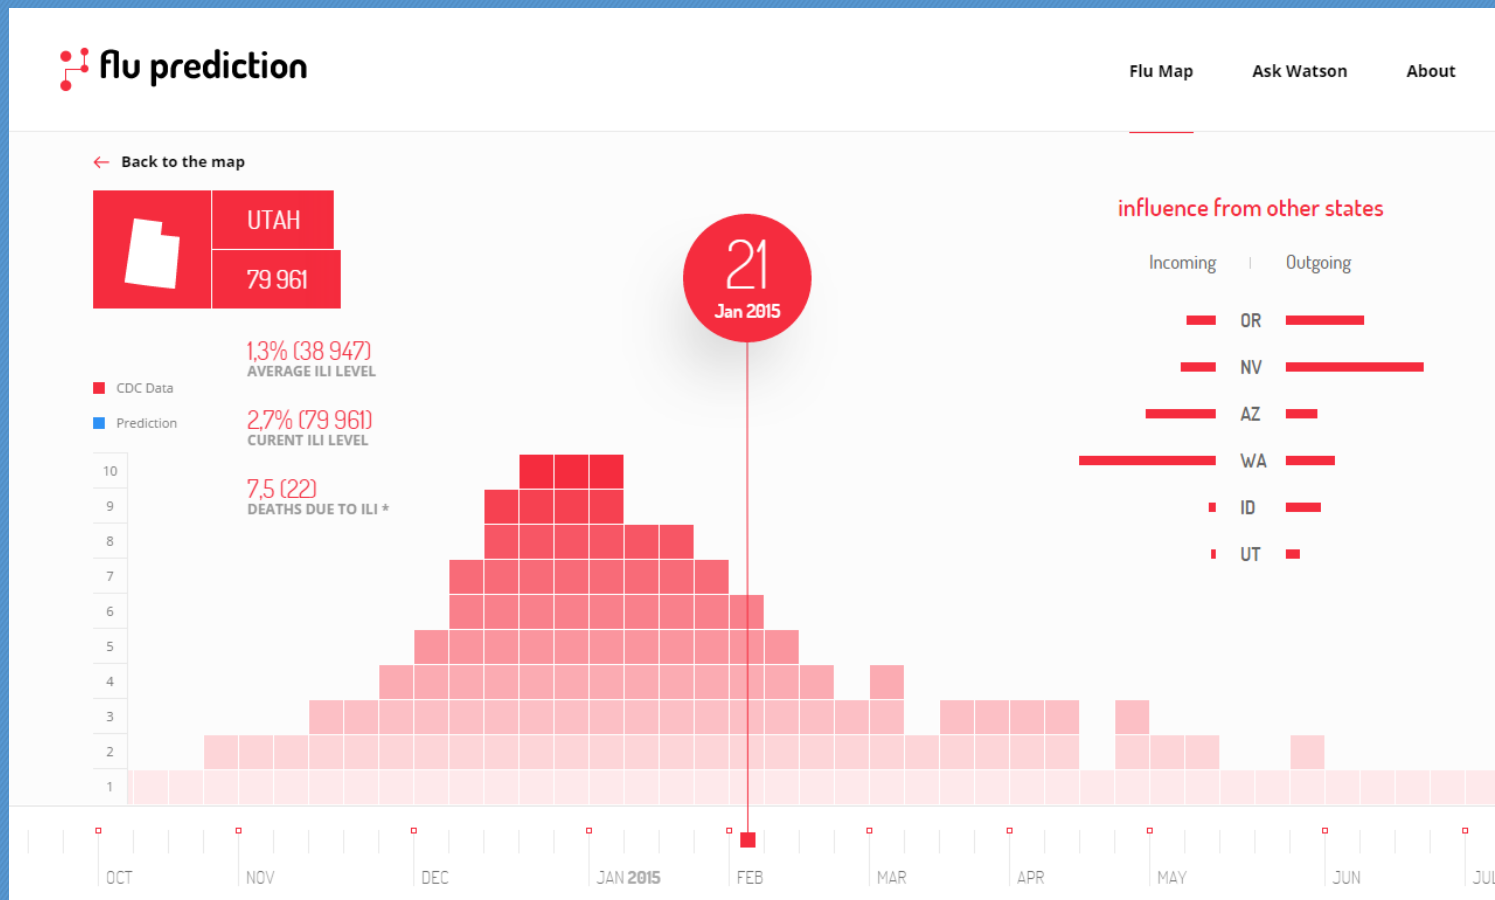 flu prediction
Flu Map
Ask Watson
About
Back to the map
UTAH
79 961
1,3% (38 947)
AVERAGE ILI LEVEL
2,7% (79 961)
CURENT ILI LEVEL
7,5 (22)
DEATHS DUE TO ILI *
CDC Data
Prediction
21
Jan 2015
influence from other states
Incoming
Outgoing
OR
NV
AZ
WA
ID
UT
10
9
8
7
6
5
4
3
2
1
OCT
NOV
DEC
JAN 2015
FEB
MAR
APR
MAY
JUN
JUL